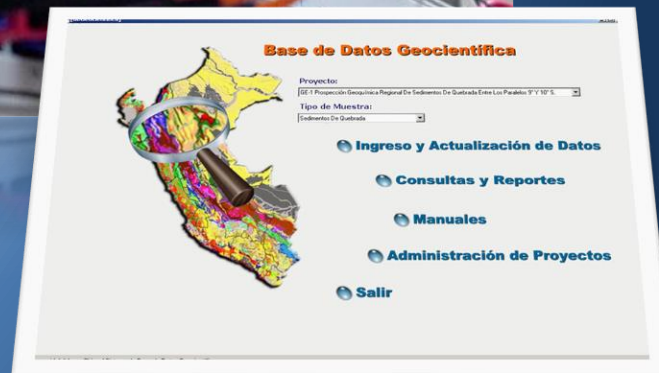 Base de Datos Geocientífica
Proyecto:
GE-1 Prospección Geoquímica Regional De Sedimentos De Quebrada Entre Los Paralelos 9° Y 10° S.
Tipo de Muestra:
Sedimentos De Quebrada
Ingreso y Actualización de Datos
Consultas y Reportes
Manuales
Administración de Proyectos
Salir